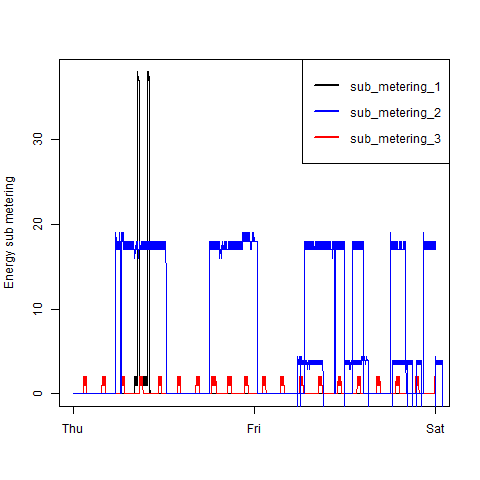 sub_metering_1
sub_metering_2
sub_metering_3
Energy sub metering
30
20
10
0
Thu
Fri
Sat